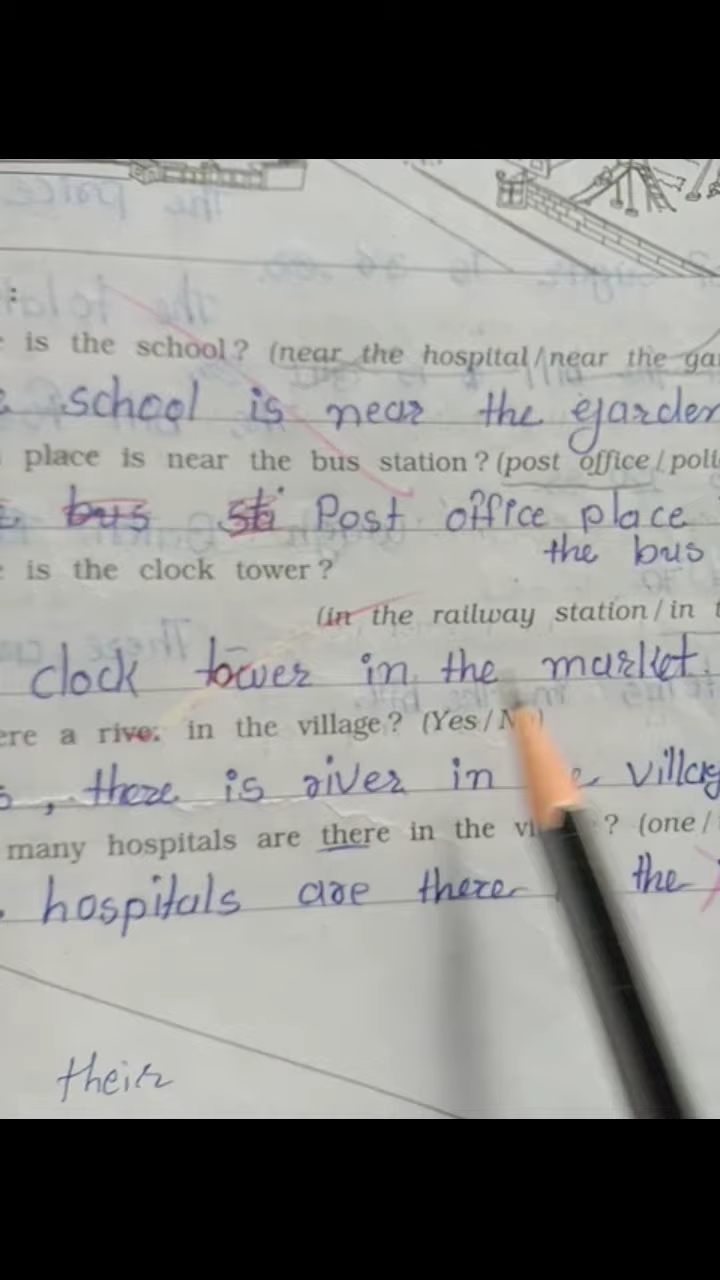 :
is the school? (near the hospital/near the gar
school is near the garden
place is near the bus station? (post office/poli
bus sti Post office place
the bus
is the clock tower?
(in the railway station/in t
clock tower in the market.
ere a river in the village? (Yes/No)
s, there is river in villag
many hospitals are there in the ? (one/
hospitals are there the
their